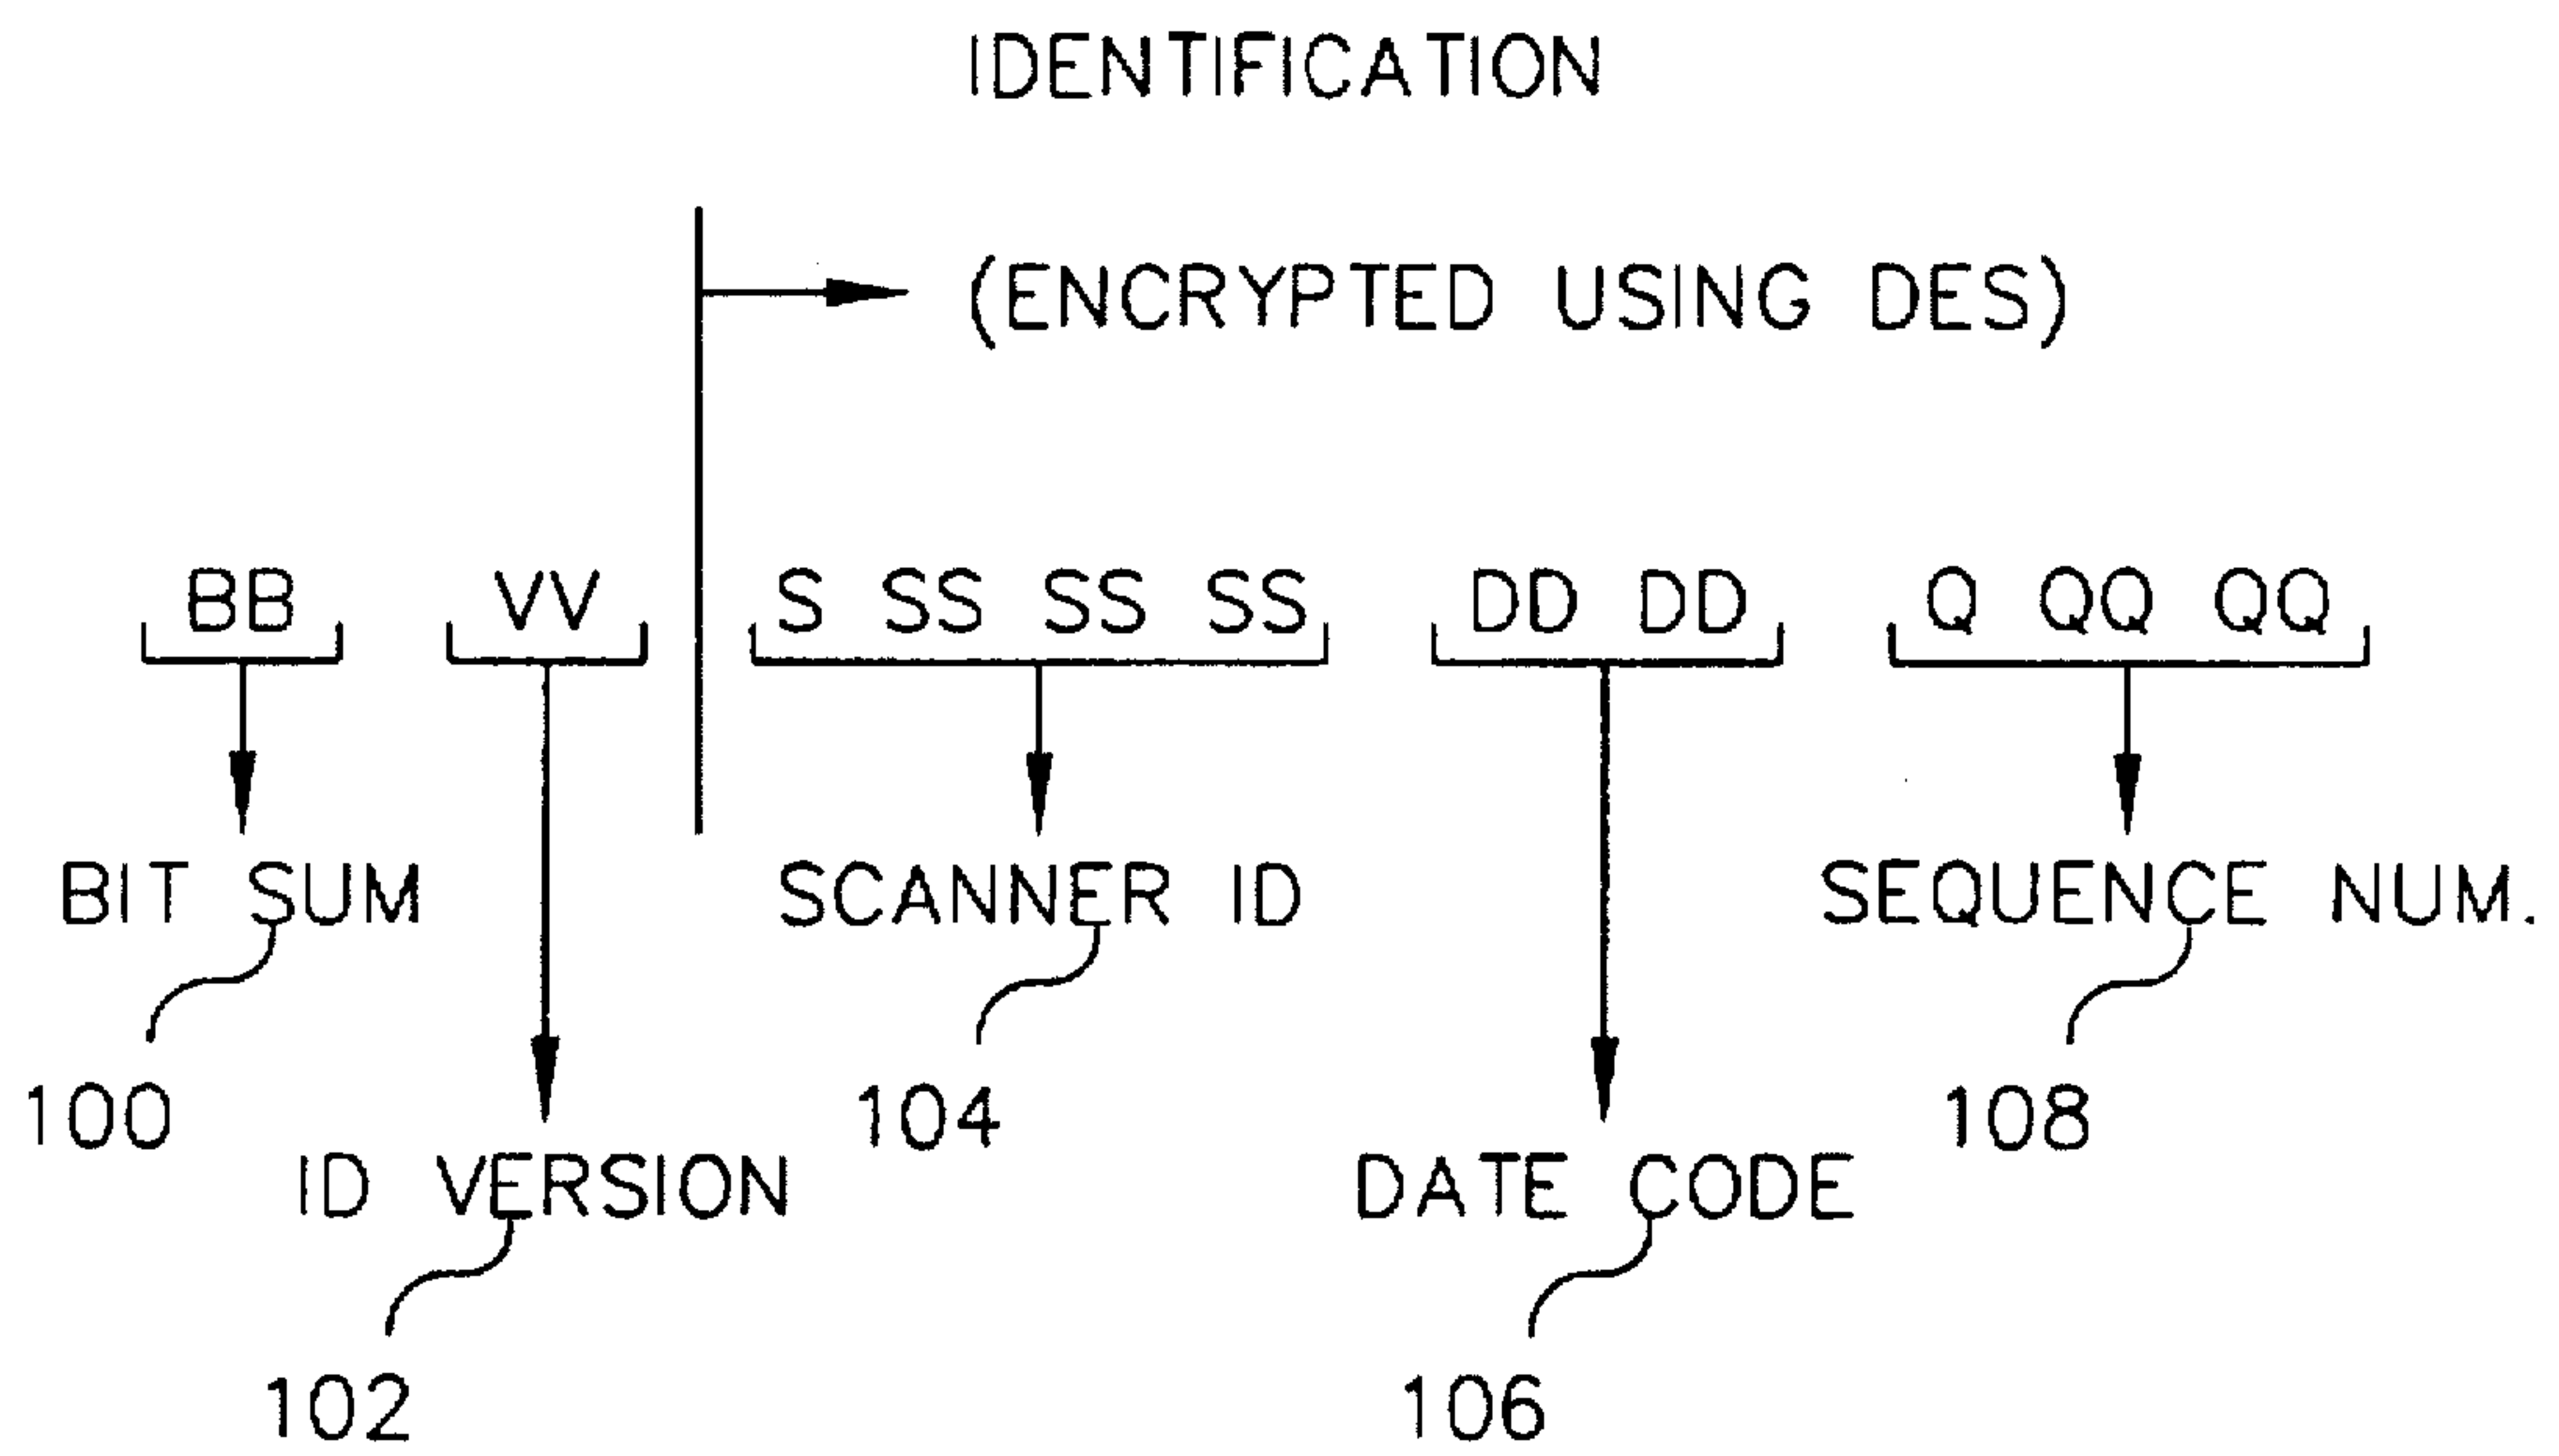 IDENTIFICATION
(ENCRYPTED USING DES)
BB VV S SS SS SS DD DD Q QQ QQ
BIT SUM SCANNER ID SEQUENCE NUM.
100 104 108
ID VERSION DATE CODE
102 106